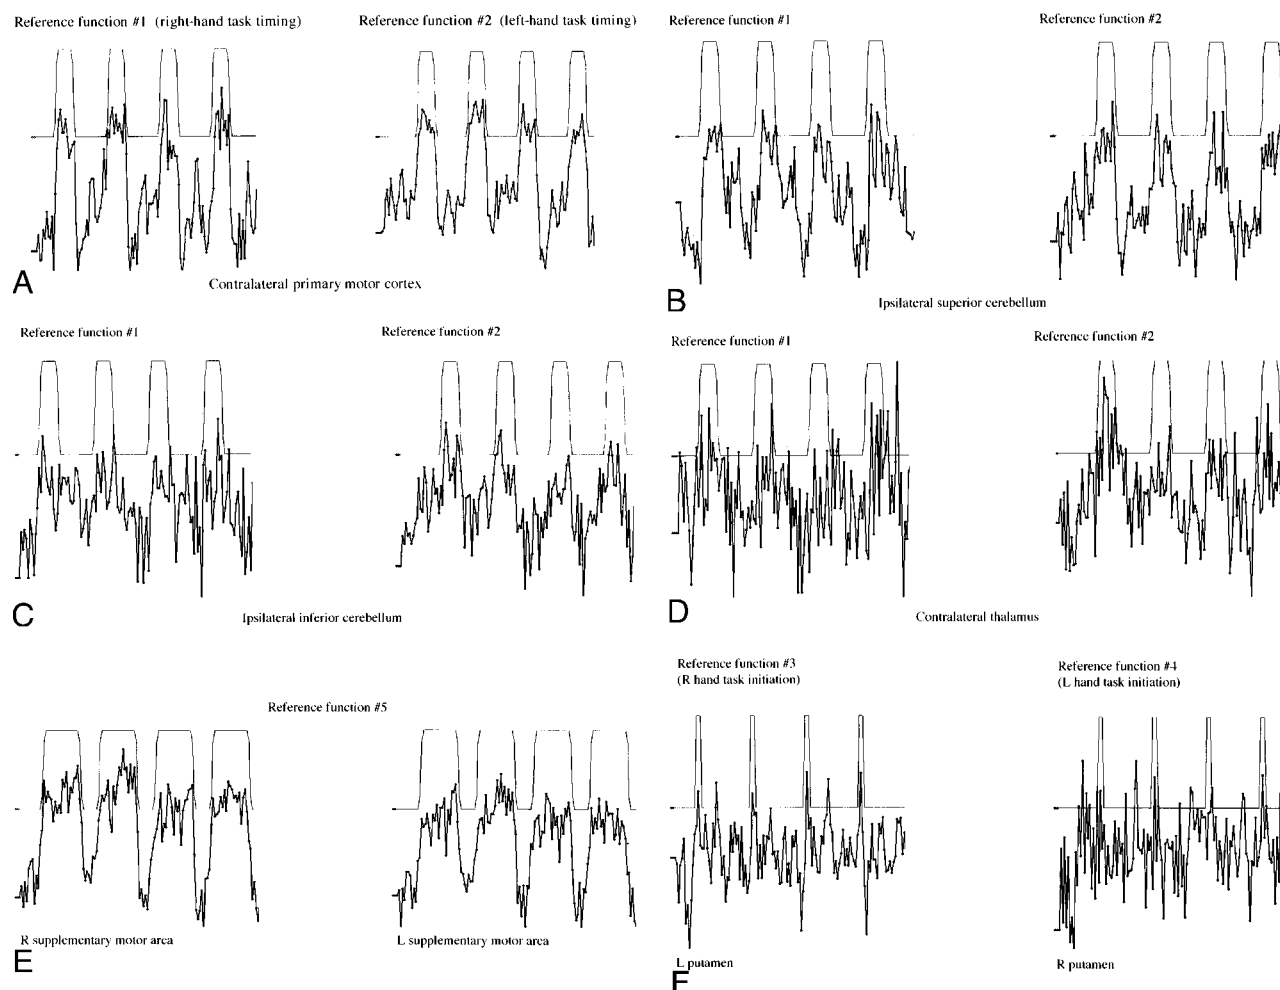 Reference function #1 (right-hand task timing)
Reference function #2 (left-hand task timing)
A
Contralateral primary motor cortex
Reference function #1
Reference function #2
B
Ipsilateral superior cerebellum
Reference function #1
Reference function #2
C
Ipsilateral inferior cerebellum
Reference function #1
Reference function #2
D
Contralateral thalamus
Reference function #5
R supplementary motor area
L supplementary motor area
E
Reference function #3
(R hand task initiation)
Reference function #4
(L hand task initiation)
L putamen
R putamen
F